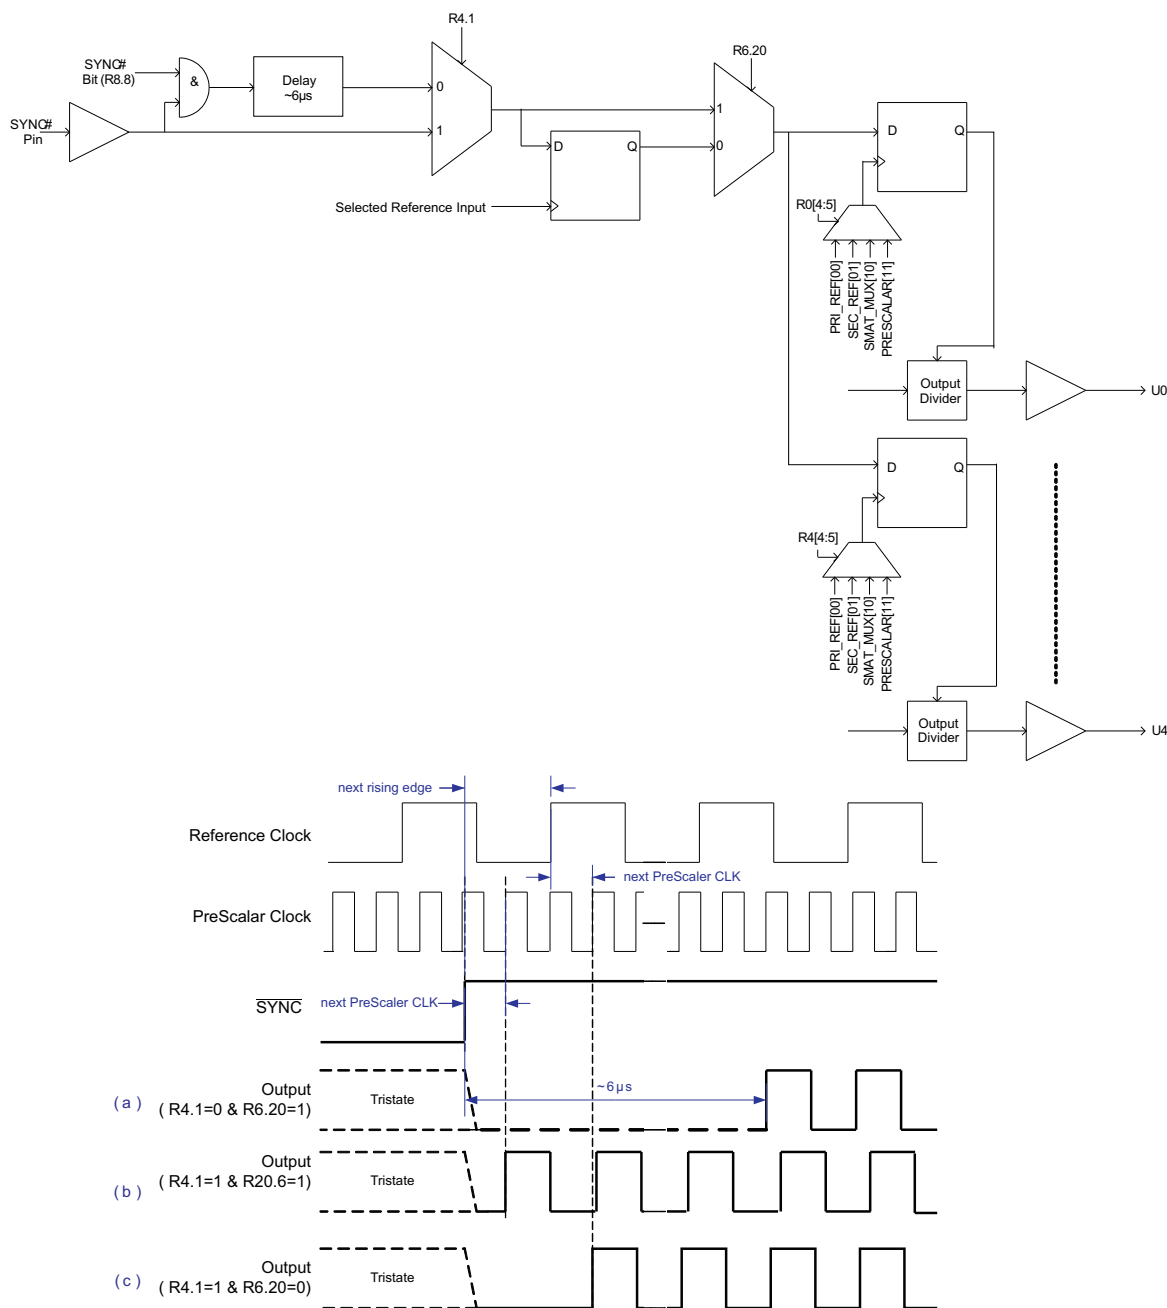 R4.1
R6.20
SYNC#
Bit (R8.8)
&
Delay
~6µs
0
1
SYNC#
Pin
D Q
Selected Reference Input
1
0
D Q
R0[4:5]
PRI_REF[00]
SEC_REF[01]
SMAT_MUX[10]
PRESCALAR[11]
Output
Divider
U0
D Q
R4[4:5]
PRI_REF[00]
SEC_REF[01]
SMAT_MUX[10]
PRESCALAR[11]
Output
Divider
U4
next rising edge
Reference Clock
next PreScaler CLK
PreScalar Clock
SYNC
next PreScaler CLK
(a)
Output
( R4.1=0 & R6.20=1)
Tristate
~6µs
(b)
Output
( R4.1=1 & R20.6=1)
Tristate
(c)
Output
( R4.1=1 & R6.20=0)
Tristate